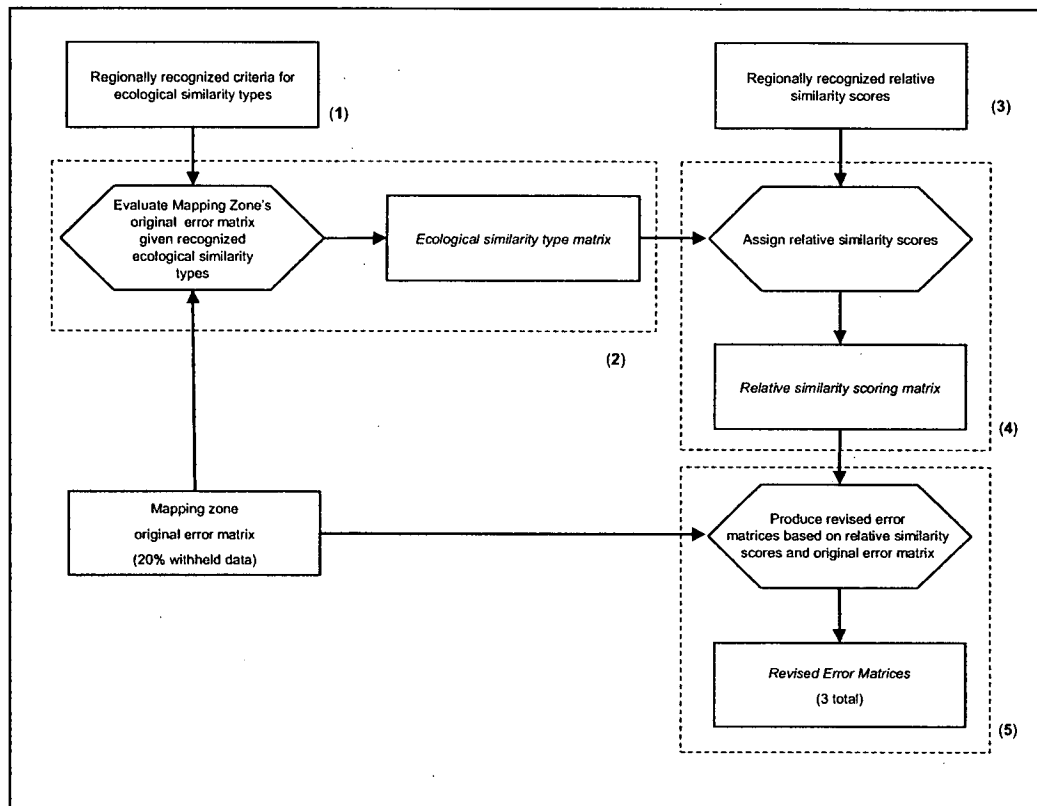 Regionally recognized criteria for
ecological similarity types
(1)
Regionally recognized relative
similarity scores
(3)
Evaluate Mapping Zone's
original error matrix
given recognized
ecological similarity
types
Ecological similarity type matrix
(2)
Assign relative similarity scores
Relative similarity scoring matrix
(4)
Mapping zone
original error matrix
(20% withheld data)
Produce revised error
matrices based on relative similarity
scores and original error matrix
Revised Error Matrices
(3 total)
(5)